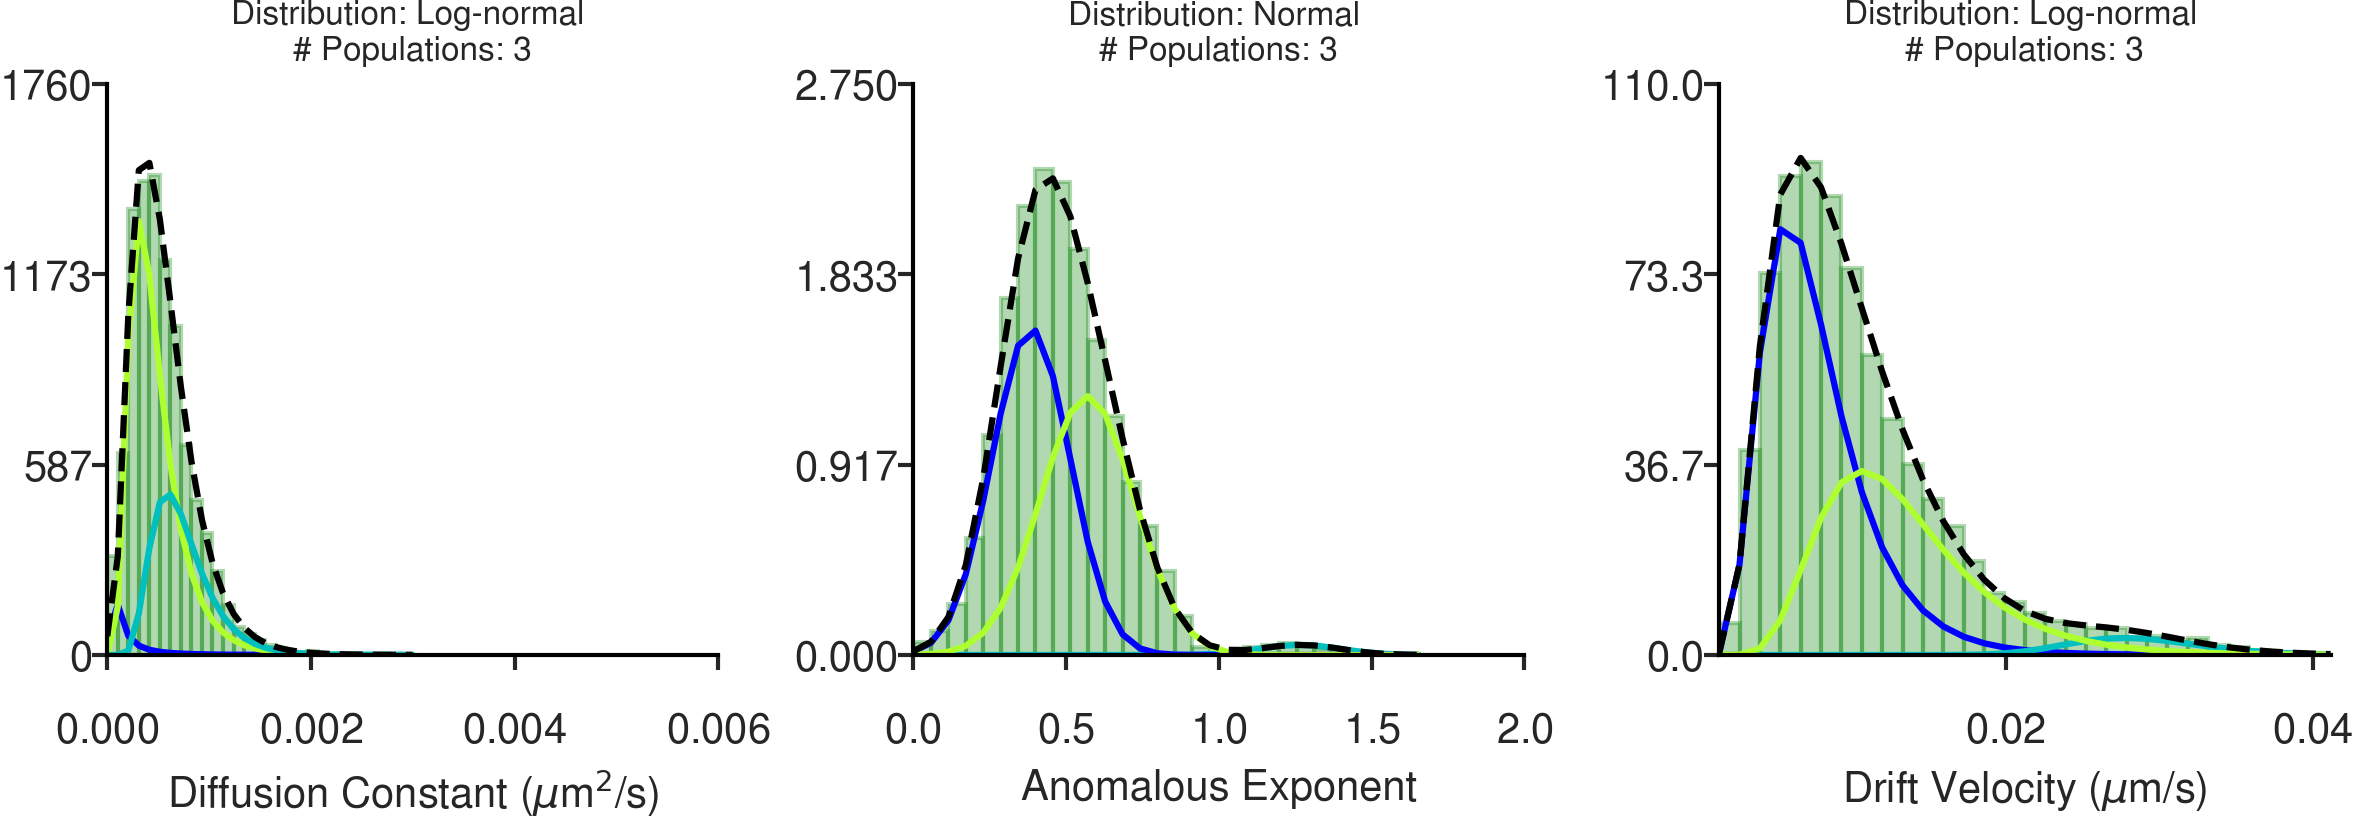 Distribution: Log-normal
# Populations: 3
1760
1173
587
0
0.000 0.002 0.004 0.006
Diffusion Constant (μm²/s)
Distribution: Normal
# Populations: 3
2.750
1.833
0.917
0.000
0.0 0.5 1.0 1.5 2.0
Anomalous Exponent
Distribution: Log-normal
# Populations: 3
110.0
73.3
36.7
0.0
0.02 0.04
Drift Velocity (μm/s)